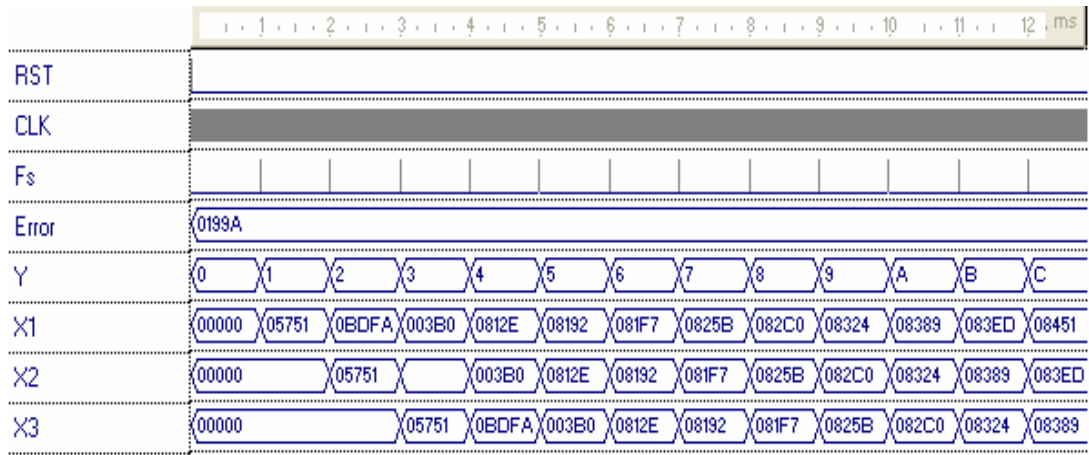 1 2 3 4 5 6 7 8 9 10 11 12 ms
RST
CLK
Fs
Error 0199A
Y 0 1 2 3 4 5 6 7 8 9 A B C
X1 00000 05751 0BDFA 003B0 0812E 08192 081F7 0825B 082C0 08324 08389 083ED 08451
X2 00000 05751 003B0 0812E 08192 081F7 0825B 082C0 08324 08389 083ED
X3 00000 05751 0BDFA 003B0 0812E 08192 081F7 0825B 082C0 08324 08389